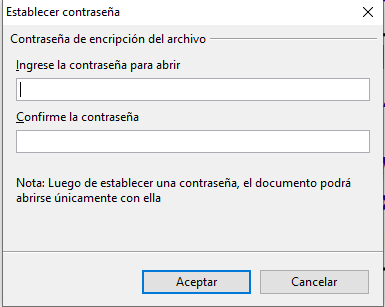 Establecer contraseña
Contraseña de encripción del archivo
Ingrese la contraseña para abrir
Confirme la contraseña
Nota: Luego de establecer una contraseña, el documento podrá
abrirse únicamente con ella
Aceptar
Cancelar